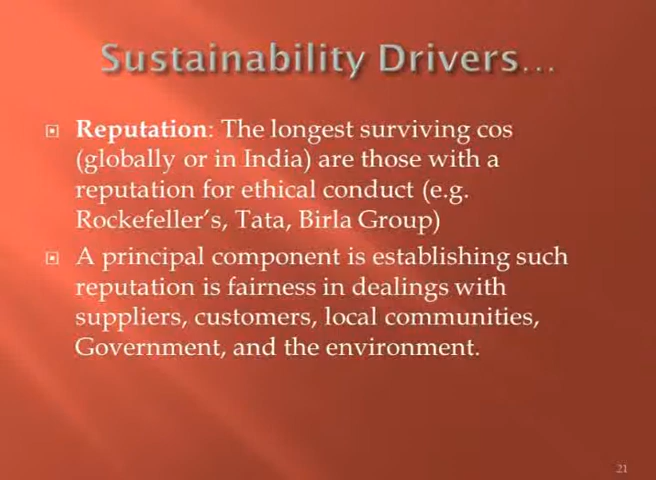 Sustainability Drivers...
Reputation: The longest surviving cos
(globally or in India) are those with a
reputation for ethical conduct (e.g.
Rockefeller's, Tata, Birla Group)
A principal component is establishing such
reputation is fairness in dealings with
suppliers, customers, local communities,
Government, and the environment.
21